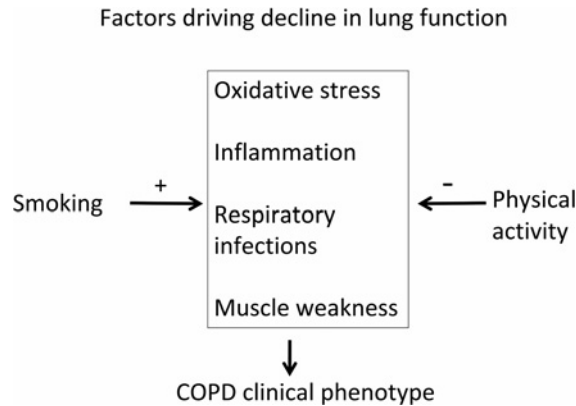 Factors driving decline in lung function
Oxidative stress
Inflammation
Smoking
+
Respiratory
infections
-
Physical
activity
Muscle weakness
COPD clinical phenotype